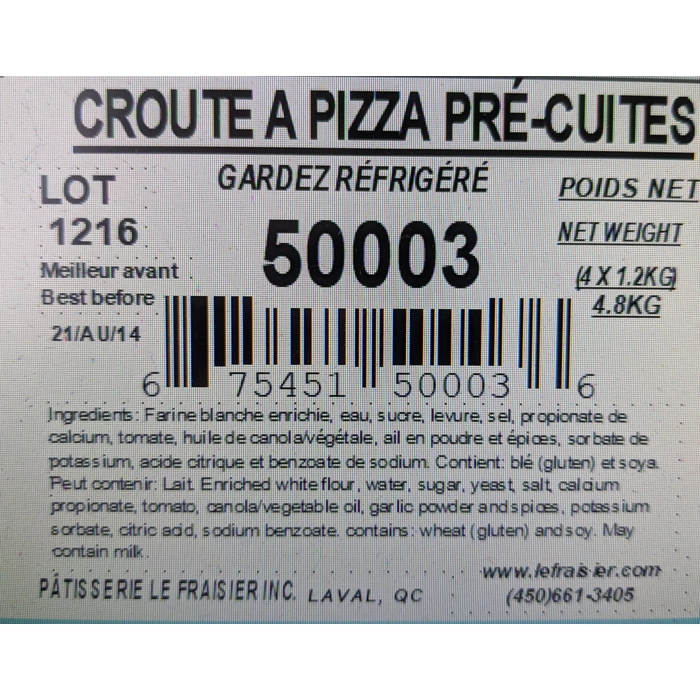 CROUTE A PIZZA PRÉ-CUITES
GARDEZ RÉFRIGÉRÉ
LOT
1216
50003
POIDS NET
NET WEIGHT
(4 X 1.2KG)
4.8KG
Meilleur avant
Best before
21/AU/14
6 75451 50003 6
Ingredients: Farine blanche enrichie, eau, sucre, levure, sel, propionate de
calcium, tomate, huile de canola/végétale, ail en poudre et épices, sorbate de
potassium, acide citrique et benzoate de sodium. Contient: blé (gluten) et soya.
Peut contenir: Lait. Enriched white flour, water, sugar, yeast, salt, calcium
propionate, tomato, canola/vegetable oil, garlic powder and spices, potassium
sorbate, citric acid, sodium benzoate. contains: wheat (gluten) and soy. May
contain milk.
www.lefraisier.com
PÂTISSERIE LE FRAISIER INC. LAVAL, QC (450)661-3405